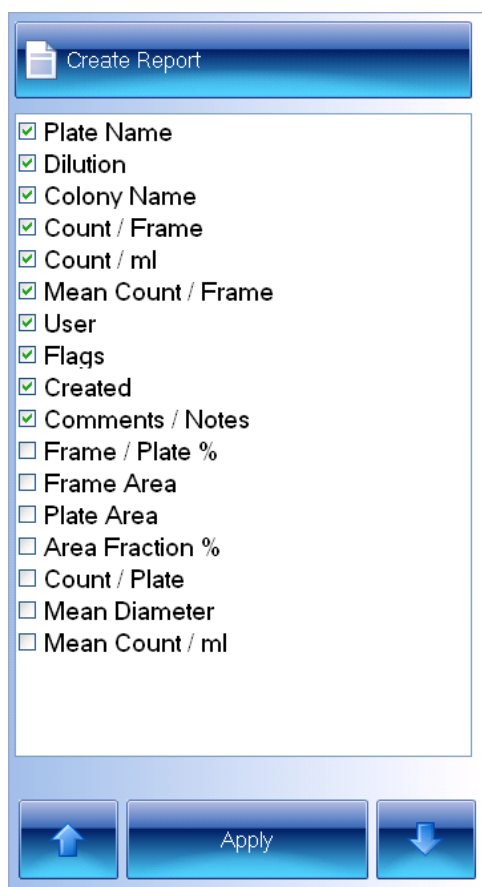 Create Report
Plate Name
Dilution
Colony Name
Count / Frame
Count / ml
Mean Count / Frame
User
Flags
Created
Comments / Notes
Frame / Plate %
Frame Area
Plate Area
Area Fraction %
Count / Plate
Mean Diameter
Mean Count / ml
Apply